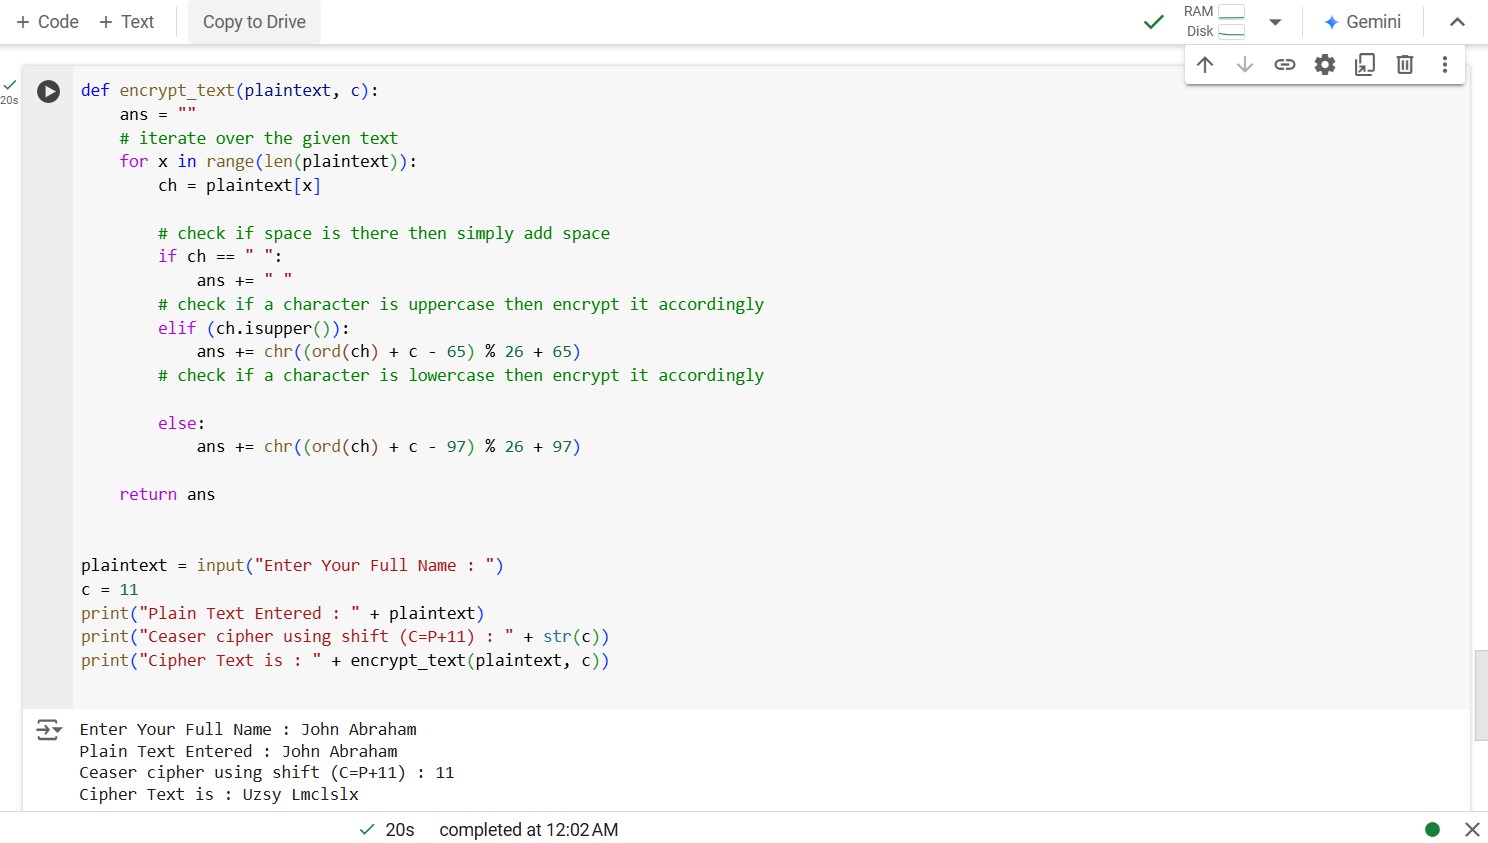 + Code + Text Copy to Drive RAM Disk Gemini
20s
def encrypt_text(plaintext, c):
    ans = ""
    # iterate over the given text
    for x in range(len(plaintext)):
        ch = plaintext[x]
        # check if space is there then simply add space
        if ch == " ":
            ans += " "
        # check if a character is uppercase then encrypt it accordingly
        elif (ch.isupper()):
            ans += chr((ord(ch) + c - 65) % 26 + 65)
        # check if a character is lowercase then encrypt it accordingly
        else:
            ans += chr((ord(ch) + c - 97) % 26 + 97)
    return ans
plaintext = input("Enter Your Full Name : ")
c = 11
print("Plain Text Entered : " + plaintext)
print("Ceaser cipher using shift (C=P+11) : " + str(c))
print("Cipher Text is : " + encrypt_text(plaintext, c))
Enter Your Full Name : John Abraham
Plain Text Entered : John Abraham
Ceaser cipher using shift (C=P+11) : 11
Cipher Text is : Uzsy Lmclslx
20s completed at 12:02 AM